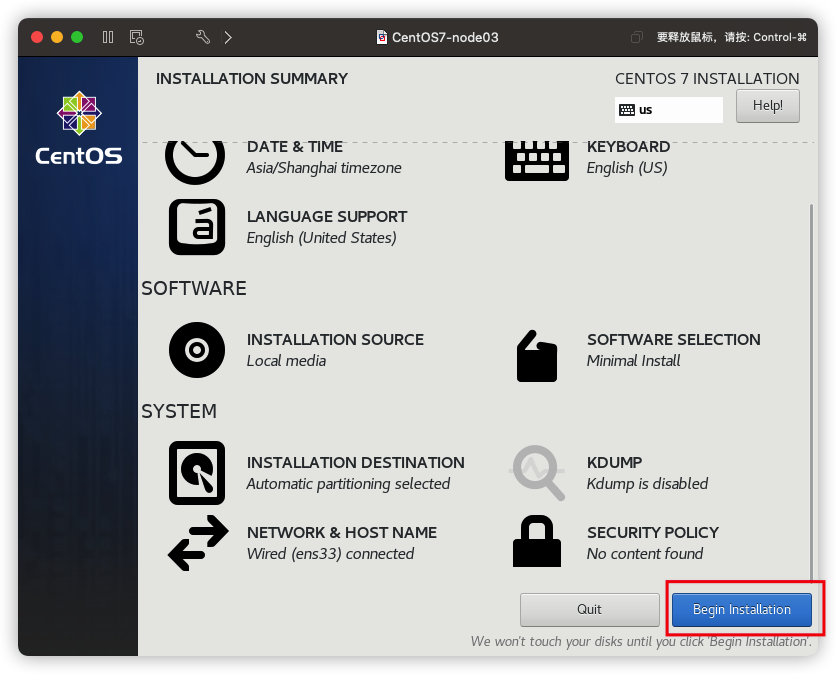 CentOS7-node03
要释放鼠标，请按: Control-⌘
INSTALLATION SUMMARY
CENTOS 7 INSTALLATION
us
Help!
CentOS
DATE & TIME
Asia/Shanghai timezone
KEYBOARD
English (US)
LANGUAGE SUPPORT
English (United States)
SOFTWARE
INSTALLATION SOURCE
Local media
SOFTWARE SELECTION
Minimal Install
SYSTEM
INSTALLATION DESTINATION
Automatic partitioning selected
KDUMP
Kdump is disabled
NETWORK & HOST NAME
Wired (ens33) connected
SECURITY POLICY
No content found
Quit
Begin Installation
We won't touch your disks until you click 'Begin Installation'.